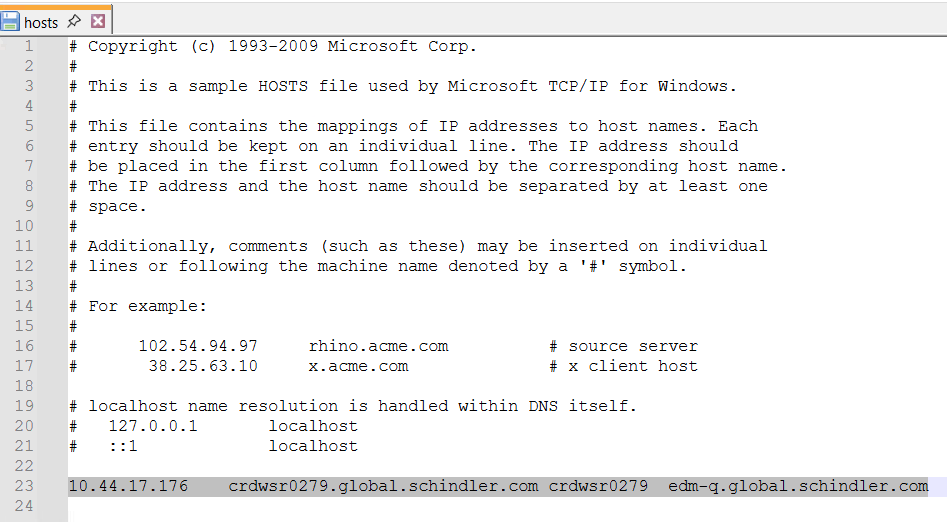 hosts
1 # Copyright (c) 1993-2009 Microsoft Corp.
2 #
3 # This is a sample HOSTS file used by Microsoft TCP/IP for Windows.
4 #
5 # This file contains the mappings of IP addresses to host names. Each
6 # entry should be kept on an individual line. The IP address should
7 # be placed in the first column followed by the corresponding host name.
8 # The IP address and the host name should be separated by at least one
9 # space.
10 #
11 # Additionally, comments (such as these) may be inserted on individual
12 # lines or following the machine name denoted by a '#' symbol.
13 #
14 # For example:
15 #
16 #      102.54.94.97     rhino.acme.com          # source server
17 #       38.25.63.10     x.acme.com              # x client host
18
19 # localhost name resolution is handled within DNS itself.
20 #   127.0.0.1       localhost
21 #   ::1             localhost
22
23 10.44.17.176    crdwsr0279.global.schindler.com crdwsr0279  edm-q.global.schindler.com
24